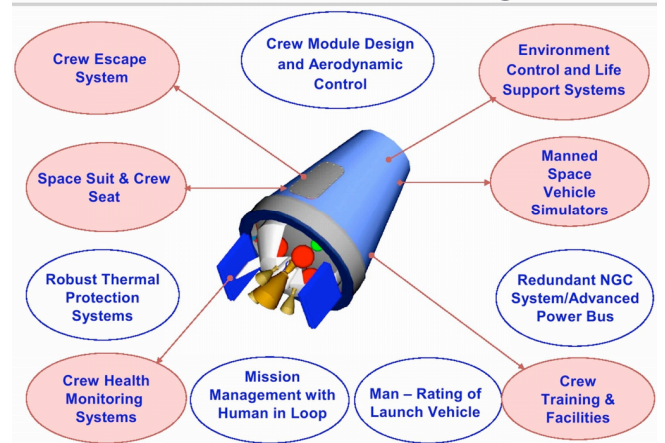 Crew Escape
System
Crew Module Design
and Aerodynamic
Control
Environment
Control and Life
Support Systems
Space Suit & Crew
Seat
Manned
Space
Vehicle
Simulators
Robust Thermal
Protection
Systems
Redundant NGC
System/Advanced
Power Bus
Crew Health
Monitoring
Systems
Mission
Management with
Human in Loop
Man – Rating of
Launch Vehicle
Crew
Training &
Facilities